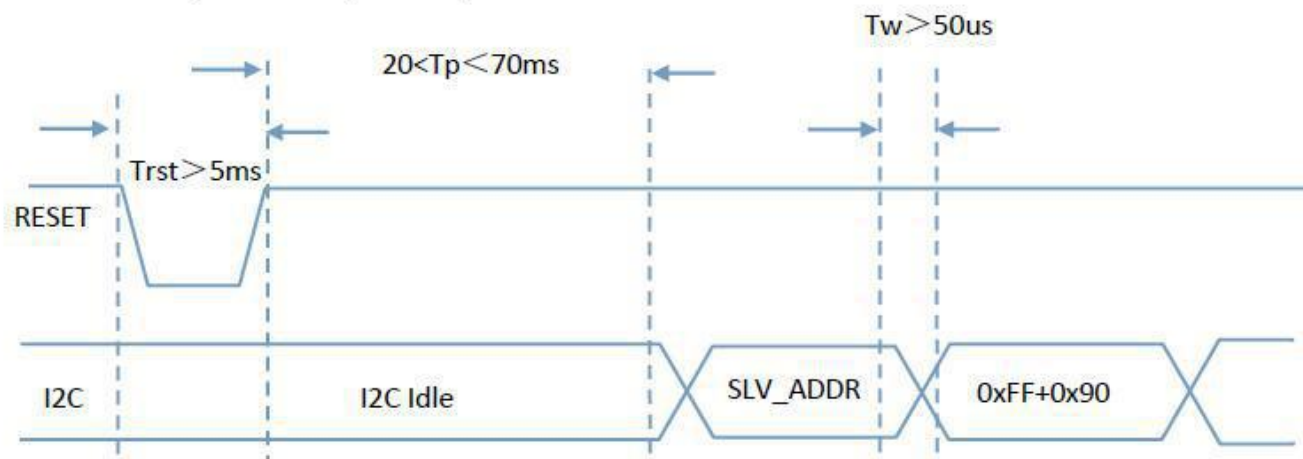 Tw＞50us
20<Tp＜70ms
Trst＞5ms
RESET
I2C
I2C Idle
SLV_ADDR
0xFF+0x90